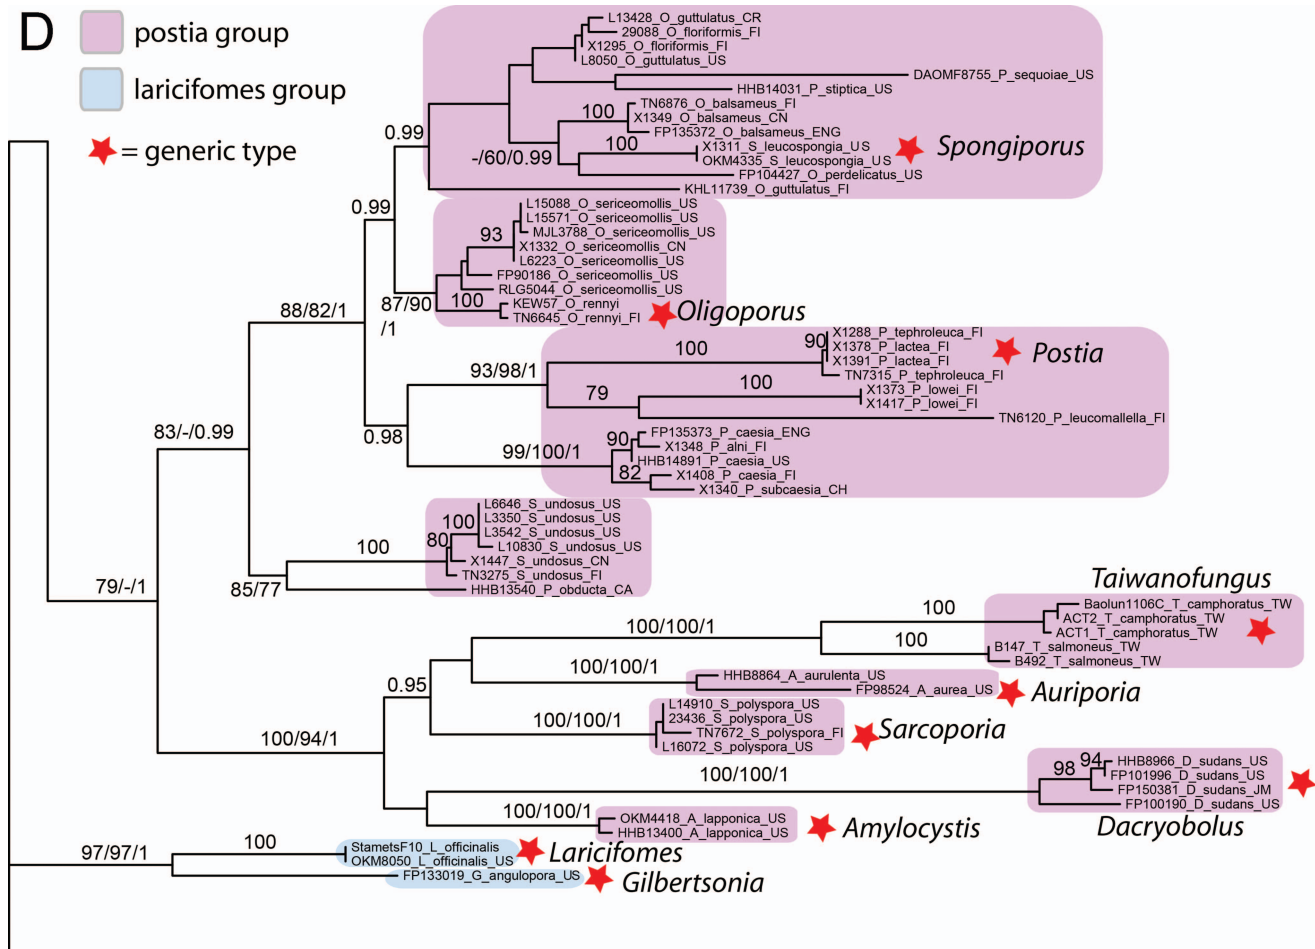 D
postia group
laricifomes group
= generic type
L13428_O_guttulatus_CR
29088_O_floriformis_FI
X1295_O_floriformis_FI
L8050_O_guttulatus_US
DAOMF8755_P_sequoiae_US
HHB14031_P_stiptica_US
TN6876_O_balsameus_FI
100
X1349_O_balsameus_CN
FP135372_O_balsameus_ENG
0.99
100
X1311_S_leucospongia_US
Spongiporus
-/60/0.99
OKM4335_S_leucospongia_US
FP104427_O_perdelicatus_US
KHL11739_O_guttulatus_FI
0.99
L15088_O_sericeomollis_US
L15571_O_sericeomollis_US
MJL3788_O_sericeomollis_US
93
X1332_O_sericeomollis_CN
L6223_O_sericeomollis_US
FP90186_O_sericeomollis_US
RLG5044_O_sericeomollis_US
88/82/1
87/90
/1
100
KEW57_O_rennyi
TN6645_O_rennyi_FI
Oligoporus
X1288_P_tephroleuca_FI
100
90
X1378_P_lactea_FI
Postia
X1391_P_lactea_FI
93/98/1
TN7315_P_tephroleuca_FI
100
X1373_P_lowei_FI
79
X1417_P_lowei_FI
TN6120_P_leucomallella_FI
83/-/0.99
0.98
FP135373_P_caesia_ENG
90
X1348_P_alni_FI
99/100/1
HHB14891_P_caesia_US
82
X1408_P_caesia_FI
X1340_P_subcaesia_CH
L6646_S_undosus_US
L3350_S_undosus_US
100
L3542_S_undosus_US
80
L10830_S_undosus_US
100
X1447_S_undosus_CN
TN3275_S_undosus_FI
79/-/1
85/77
HHB13540_P_obducta_CA
Taiwanofungus
100
Baolun1106C_T_camphoratus_TW
ACT2_T_camphoratus_TW
100/100/1
ACT1_T_camphoratus_TW
100
B147_T_salmoneus_TW
B492_T_salmoneus_TW
100/100/1
HHB8864_A_aurulenta_US
0.95
FP98524_A_aurea_US
Auriporia
L14910_S_polyspora_US
100/100/1
23436_S_polyspora_US
TN7672_S_polyspora_FI
Sarcoporia
100/94/1
L16072_S_polyspora_US
100/100/1
94
HHB8966_D_sudans_US
98
FP101996_D_sudans_US
FP150381_D_sudans_JM
FP100190_D_sudans_US
100/100/1
OKM4418_A_lapponica_US
HHB13400_A_lapponica_US
Amylocystis
Dacryobolus
97/97/1
100
StametsF10_L_officinalis
Laricifomes
OKM8050_L_officinalis_US
FP133019_G_angulopora_US
Gilbertsonia